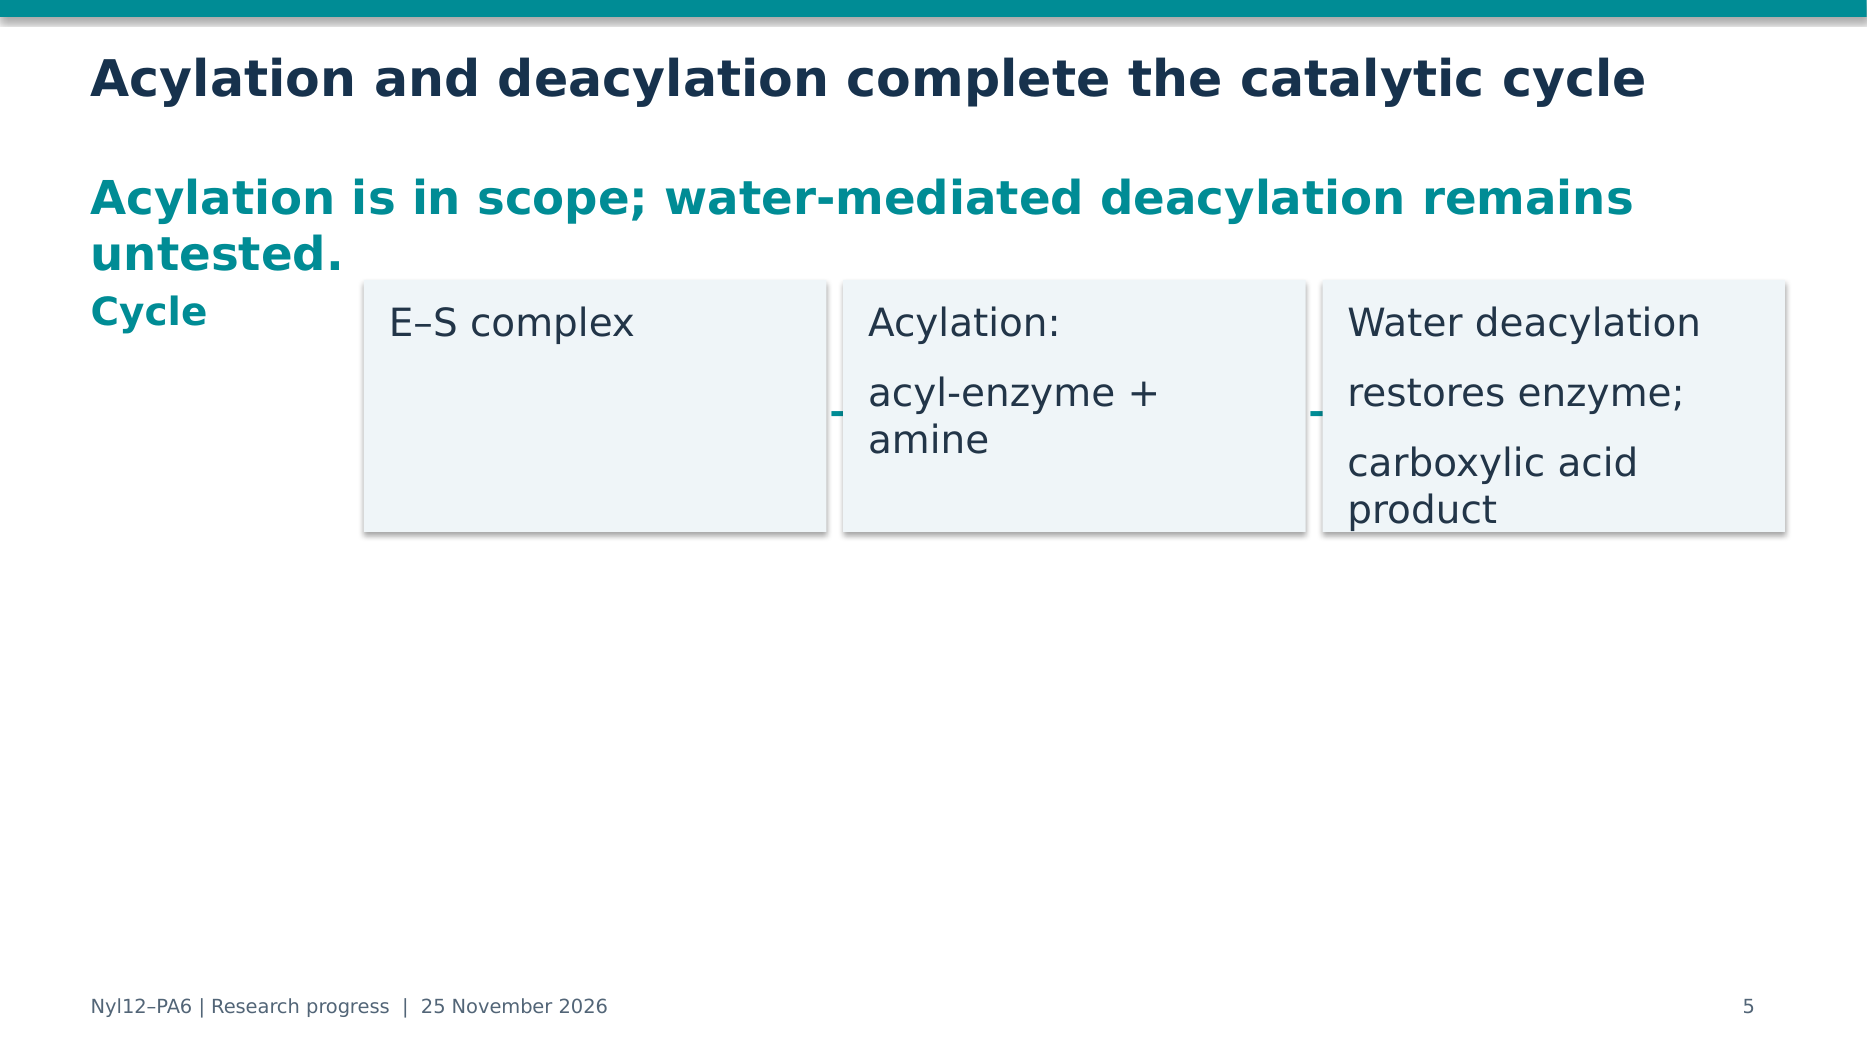 Acylation and deacylation complete the catalytic cycle
Acylation is in scope; water-mediated deacylation remains
untested.
Cycle
E–S complex
Acylation:
acyl-enzyme +
amine
Water deacylation
restores enzyme;
carboxylic acid
product
Nyl12–PA6 | Research progress | 25 November 2026
5